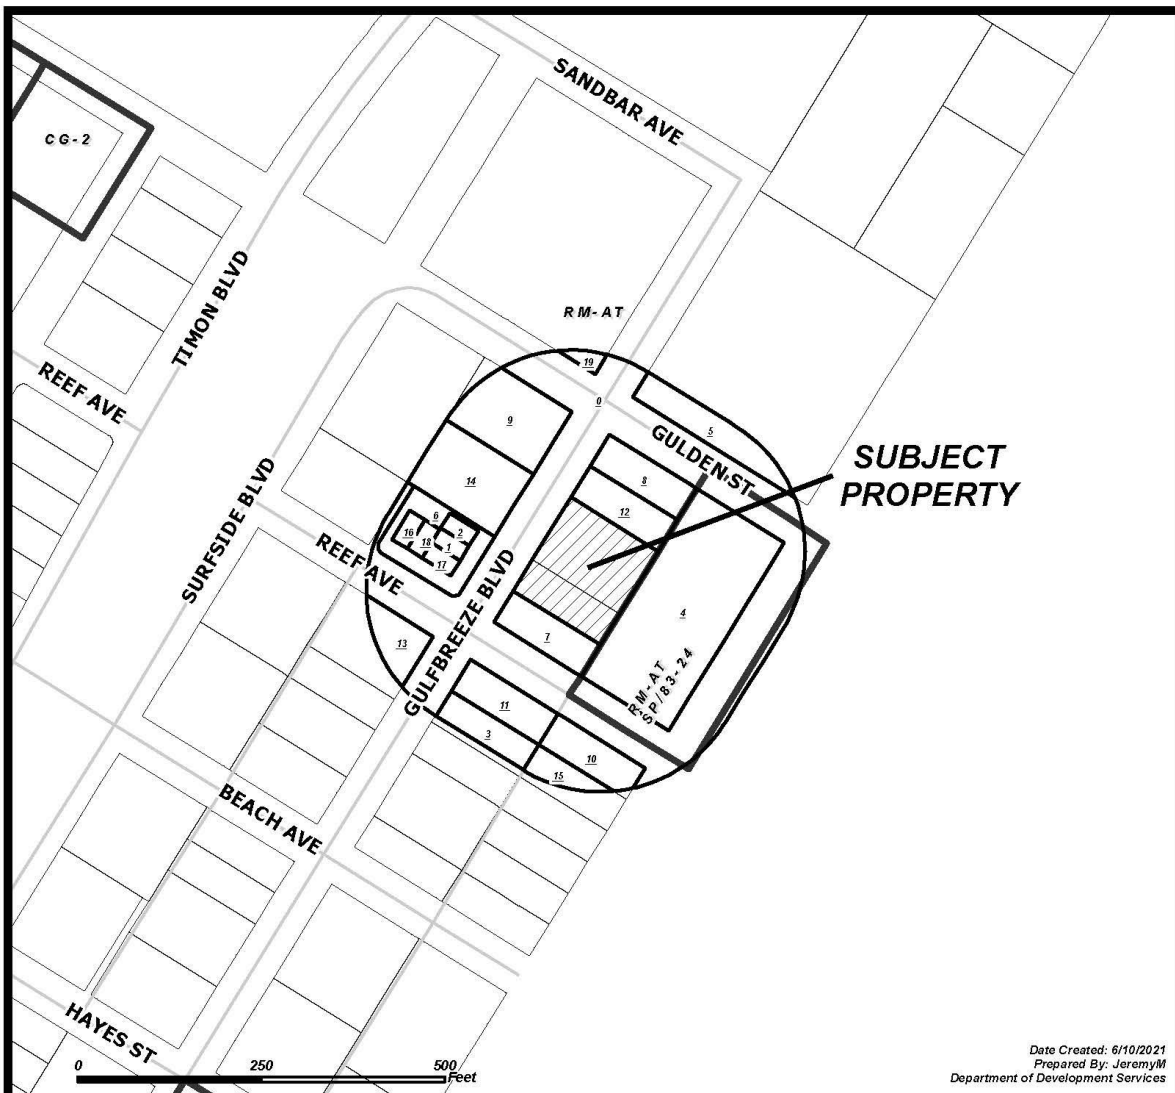 SANDBAR AVE
CG-2
TIMON BLVD
RM-AT
REEF AVE
19
0
9
5
GULDEN ST
SUBJECT
PROPERTY
8
14
12
6
16
2
18
1
17
SURFSIDE BLVD
REEF AVE
GULFBREEZE BLVD
4
7
13
RM-AT
SP/83-24
11
3
10
15
BEACH AVE
HAYES ST
0
250
500
Feet
Date Created: 6/10/2021
Prepared By: JeremyM
Department of Development Services